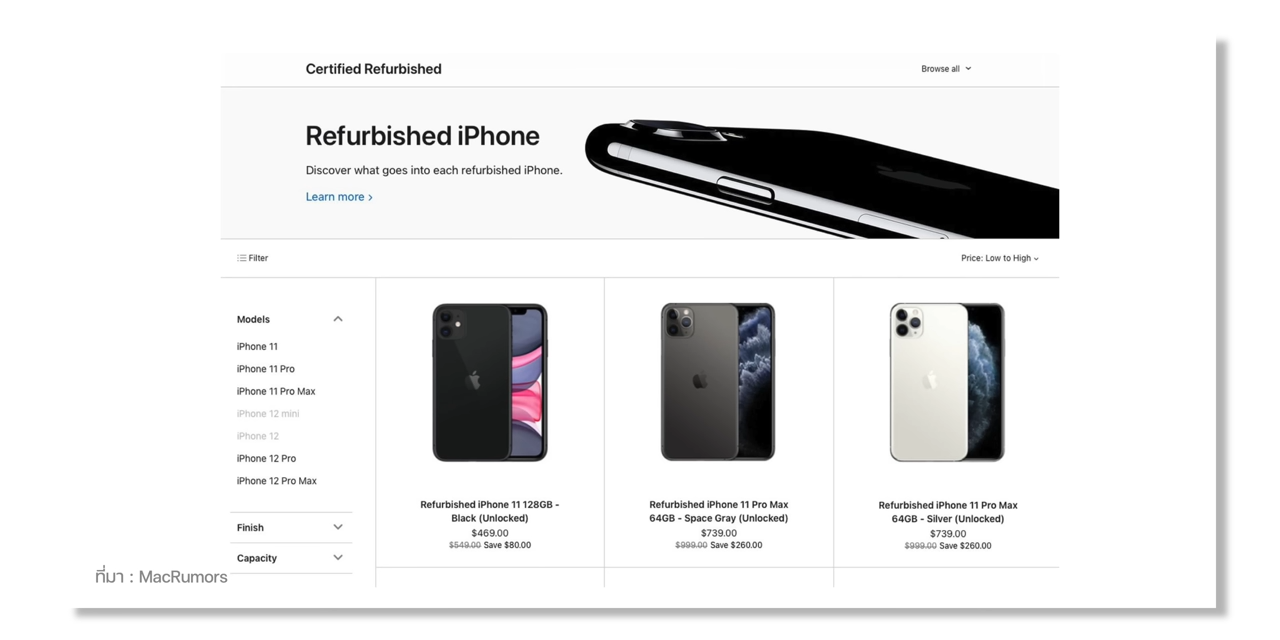 Certified Refurbished
Browse all
Refurbished iPhone
Discover what goes into each refurbished iPhone.
Learn more >
Filter
Price: Low to High
Models
iPhone 11
iPhone 11 Pro
iPhone 11 Pro Max
iPhone 12 mini
iPhone 12
iPhone 12 Pro
iPhone 12 Pro Max
Finish
Capacity
Refurbished iPhone 11 128GB -
Black (Unlocked)
$469.00
$549.00 Save $80.00
Refurbished iPhone 11 Pro Max
64GB - Space Gray (Unlocked)
$739.00
$999.00 Save $260.00
Refurbished iPhone 11 Pro Max
64GB - Silver (Unlocked)
$739.00
$999.00 Save $260.00
ที่มา : MacRumors